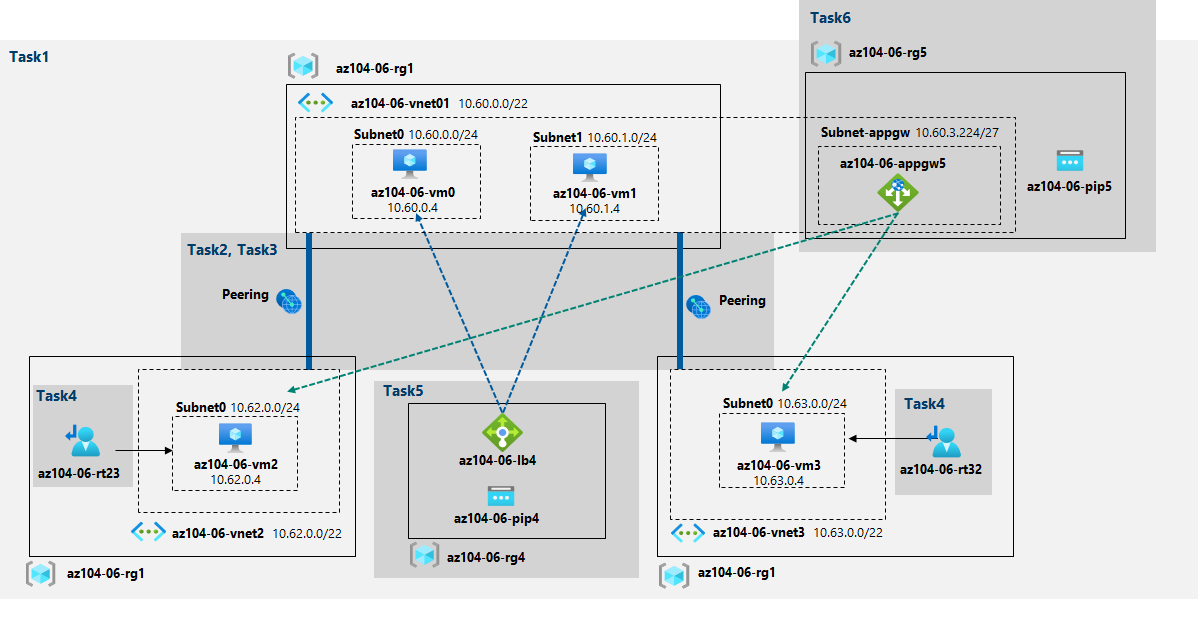 Task6
az104-06-rg5
Task1
az104-06-rg1
az104-06-vnet01 10.60.0.0/22
Subnet0 10.60.0.0/24
az104-06-vm0
10.60.0.4
Subnet1 10.60.1.0/24
az104-06-vm1
10.60.1.4
Subnet-appgw 10.60.3.224/27
az104-06-appgw5
az104-06-pip5
Task2, Task3
Peering
Peering
Task4
az104-06-rt23
Subnet0 10.62.0.0/24
az104-06-vm2
10.62.0.4
az104-06-vnet2 10.62.0.0/22
az104-06-rg1
Task5
az104-06-lb4
az104-06-pip4
az104-06-rg4
Subnet0 10.63.0.0/24
az104-06-vm3
10.63.0.4
Task4
az104-06-rt32
az104-06-vnet3 10.63.0.0/22
az104-06-rg1